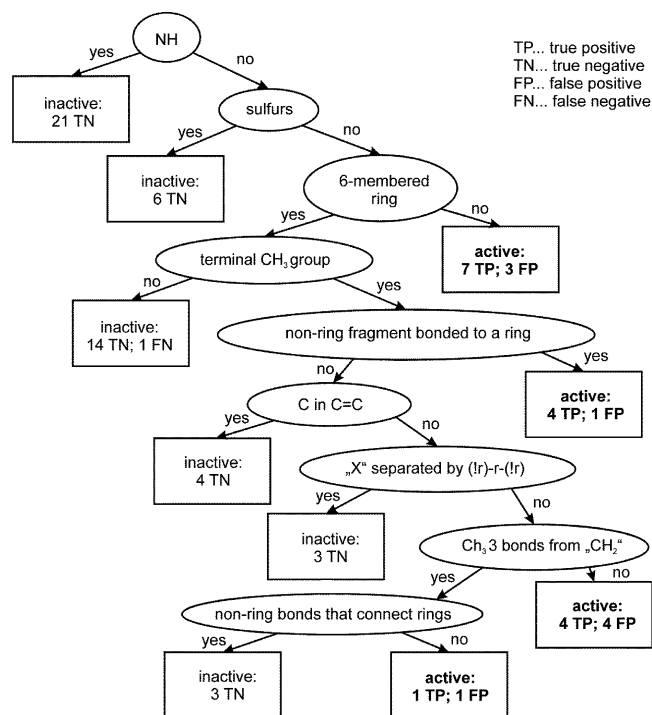 NH
TP... true positive
TN... true negative
FP... false positive
FN... false negative
yes
no
inactive:
21 TN
sulfurs
yes
no
inactive:
6 TN
6-membered
ring
yes
no
active:
7 TP; 3 FP
terminal CH₃ group
no
yes
inactive:
14 TN; 1 FN
non-ring fragment bonded to a ring
no
yes
active:
4 TP; 1 FP
C in C=C
yes
no
inactive:
4 TN
„X“ separated by (!r)-r-(!r)
yes
no
inactive:
3 TN
Ch₃ 3 bonds from „CH₂“
yes
no
active:
4 TP; 4 FP
non-ring bonds that connect rings
yes
no
inactive:
3 TN
active:
1 TP; 1 FP